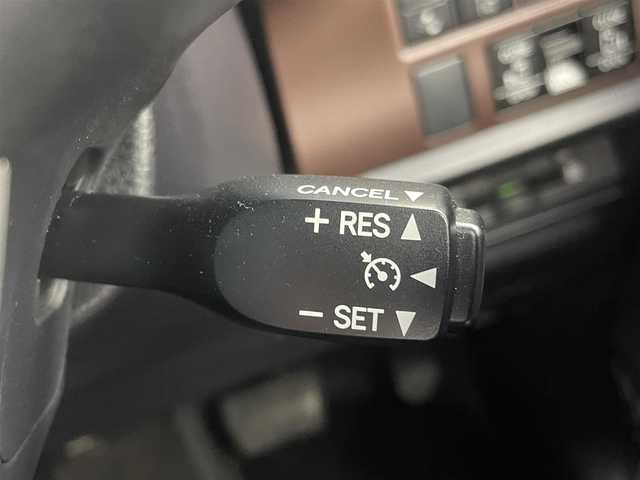 CANCEL ▼
+ RES ▲
◀
− SET ▼